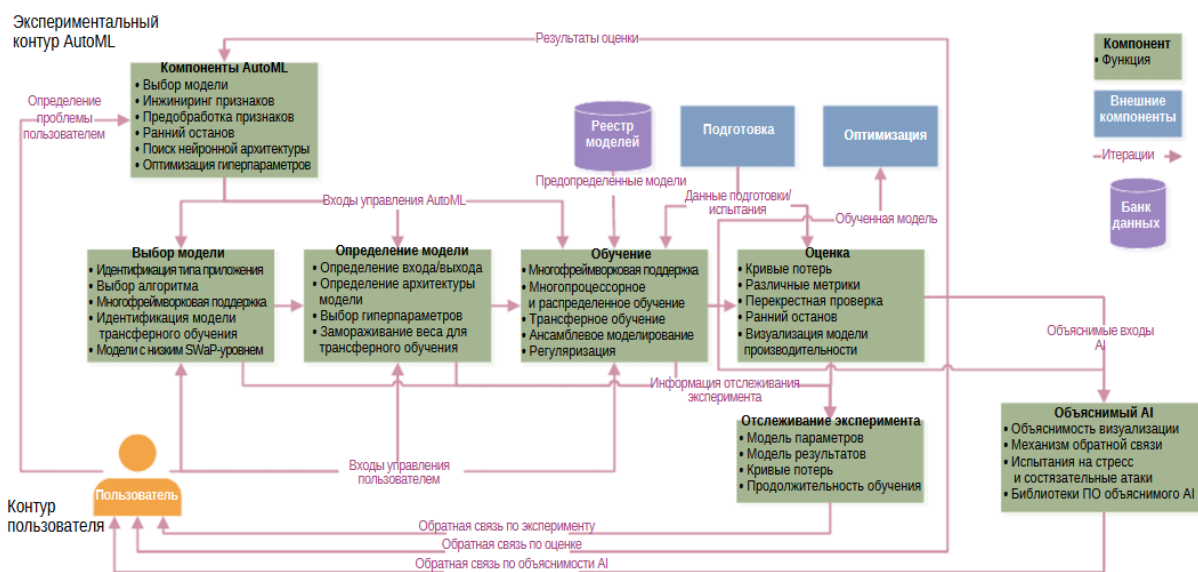 Экспериментальный
контур AutoML
Результаты оценки
Компонент
• Функция
Компоненты AutoML
• Выбор модели
• Инжиниринг признаков
• Предобработка признаков
• Ранний останов
• Поиск нейронной архитектуры
• Оптимизация гиперпараметров
Определение
проблемы
пользователем
Реестр
моделей
Подготовка
Оптимизация
Внешние
компоненты
Итерации
Банк
данных
Предопределенные модели
Входы управления AutoML
Данные подготовки/
испытания
Обученная модель
Выбор модели
• Идентификация типа приложения
• Выбор алгоритма
• Многофреймворковая поддержка
• Идентификация модели
трансферного обучения
• Модели с низким SWaP-уровнем
Определение модели
• Определение входа/выхода
• Определение архитектуры
модели
• Выбор гиперпараметров
• Замораживание веса для
трансферного обучения
Обучение
• Многофреймворковая поддержка
• Многопроцессорное
и распределенное обучение
• Трансферное обучение
• Ансамблевое моделирование
• Регуляризация
Оценка
• Кривые потерь
• Различные метрики
• Перекрестная проверка
• Ранний останов
• Визуализация модели
производительности
Объяснимые входы
AI
Информация отслеживания
эксперимента
Отслеживание эксперимента
• Модель параметров
• Модель результатов
• Кривые потерь
• Продолжительность обучения
Объяснимый AI
• Объяснимость визуализации
• Механизм обратной связи
• Испытания на стресс
и состязательные атаки
• Библиотеки ПО объяснимого AI
Входы управления
пользователем
Пользователь
Контур
пользователя
Обратная связь по эксперименту
Обратная связь по оценке
Обратная связь по объяснимости AI